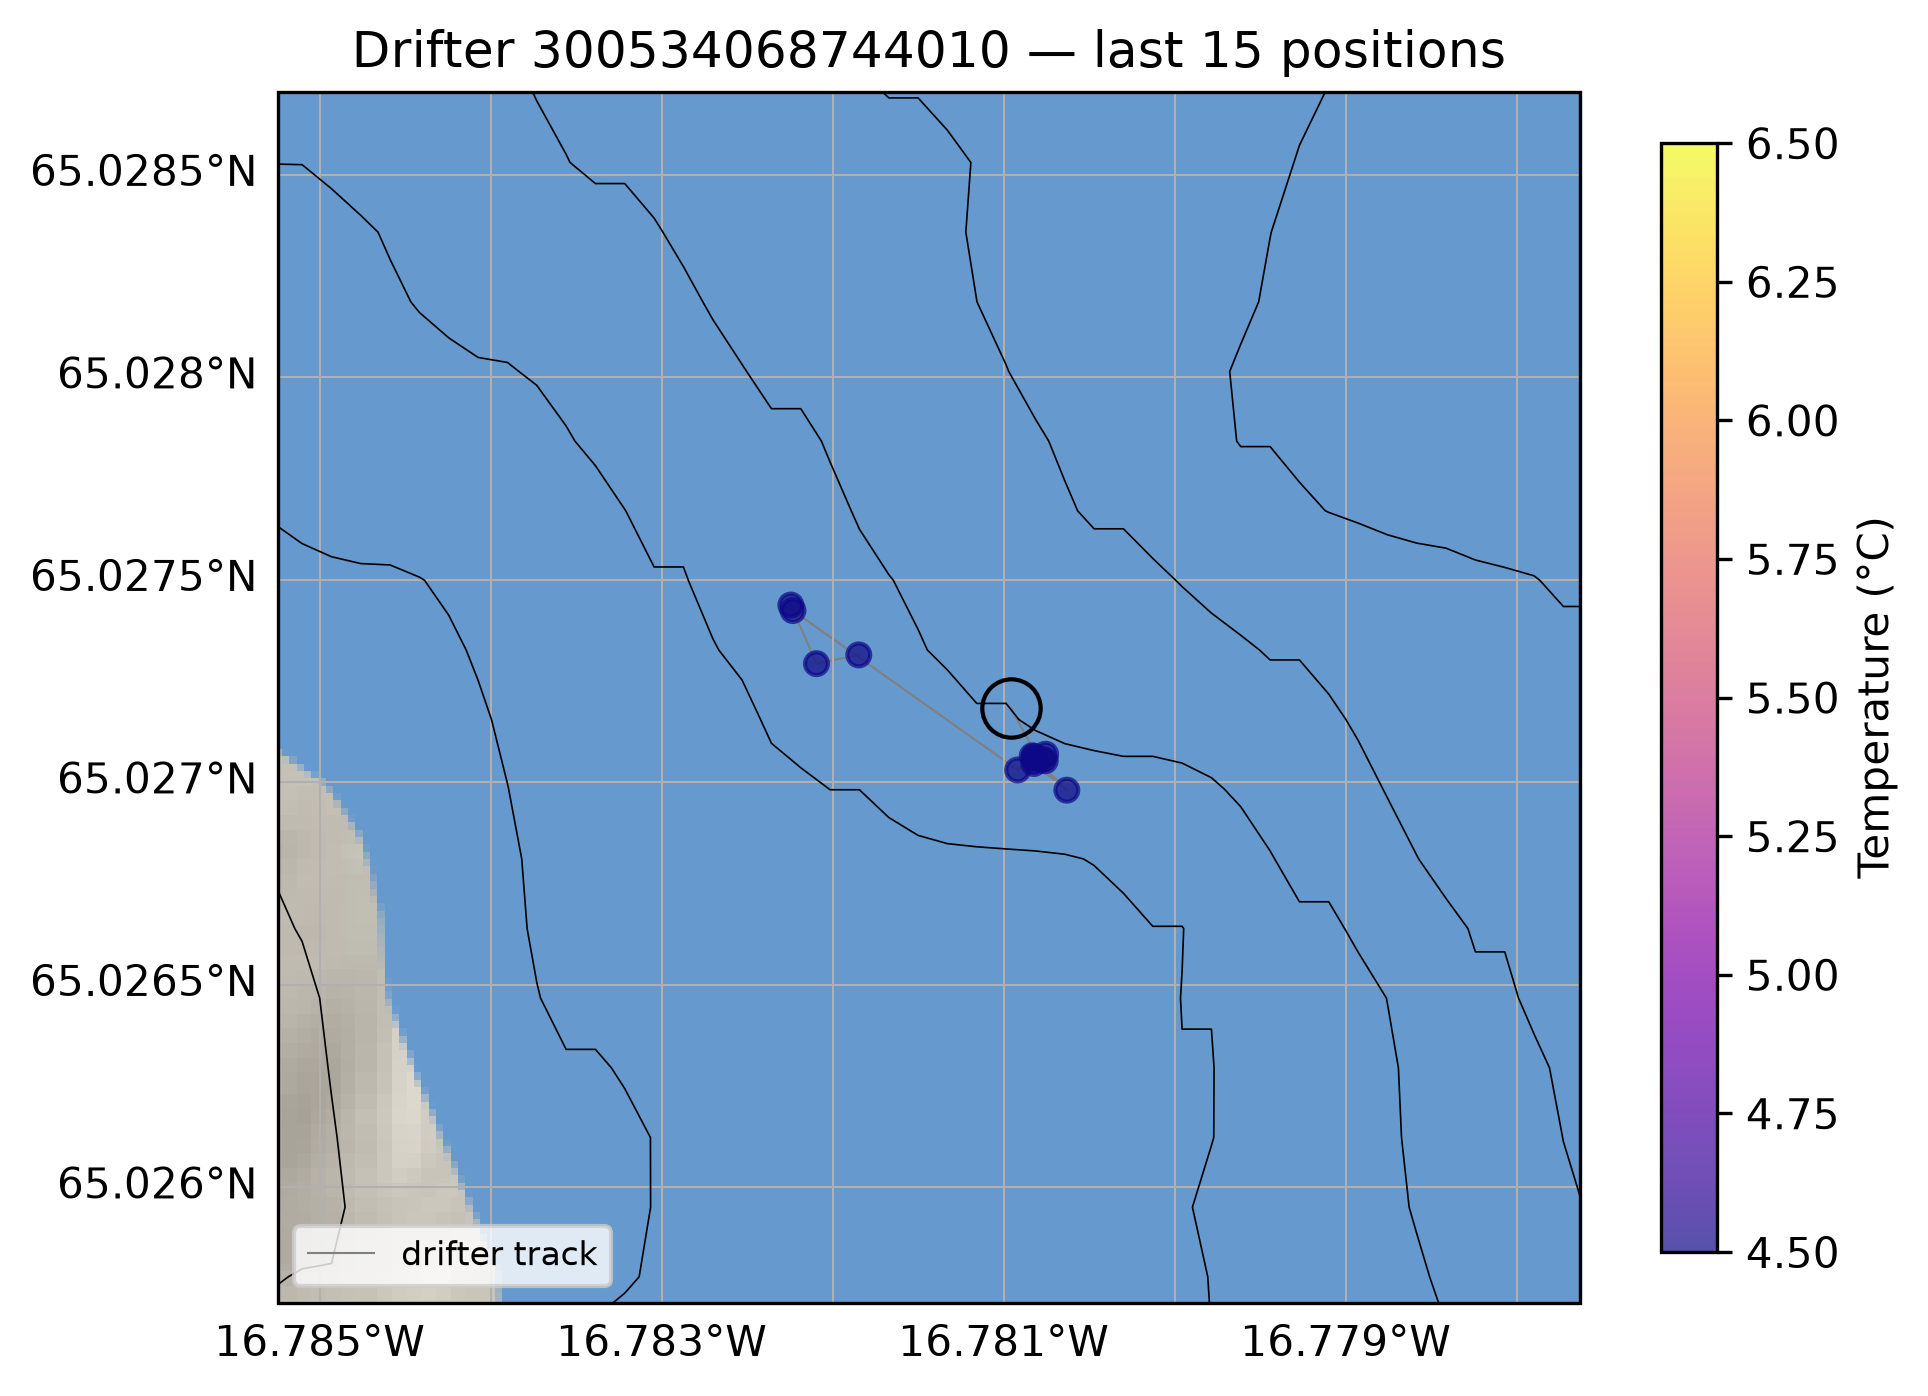 Drifter 300534068744010 — last 15 positions
65.0285°N
65.028°N
65.0275°N
65.027°N
65.0265°N
65.026°N
16.785°W
16.783°W
16.781°W
16.779°W
drifter track
6.50
6.25
6.00
5.75
5.50
5.25
5.00
4.75
4.50
Temperature (°C)